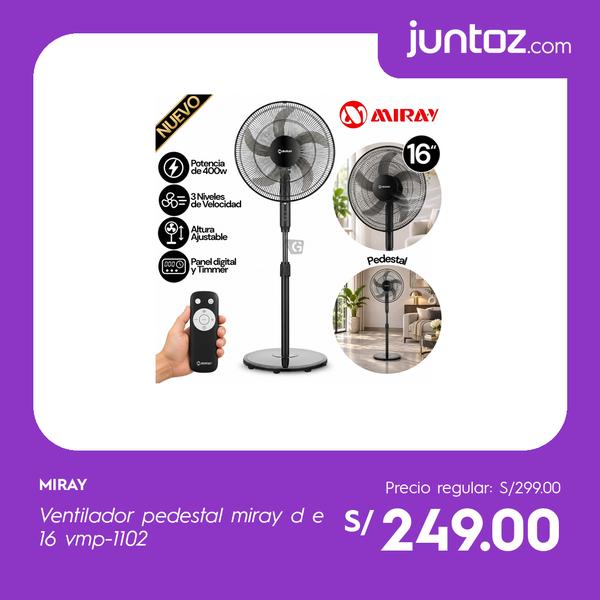 juntoz.com
NUEVO
MIRAY
16"
Potencia
de 400w
3 Niveles
de Velocidad
Altura
Ajustable
Panel digital
y Timmer
Pedestal
MIRAY
Precio regular: S/299.00
Ventilador pedestal miray d e
16 vmp-1102
S/ 249.00